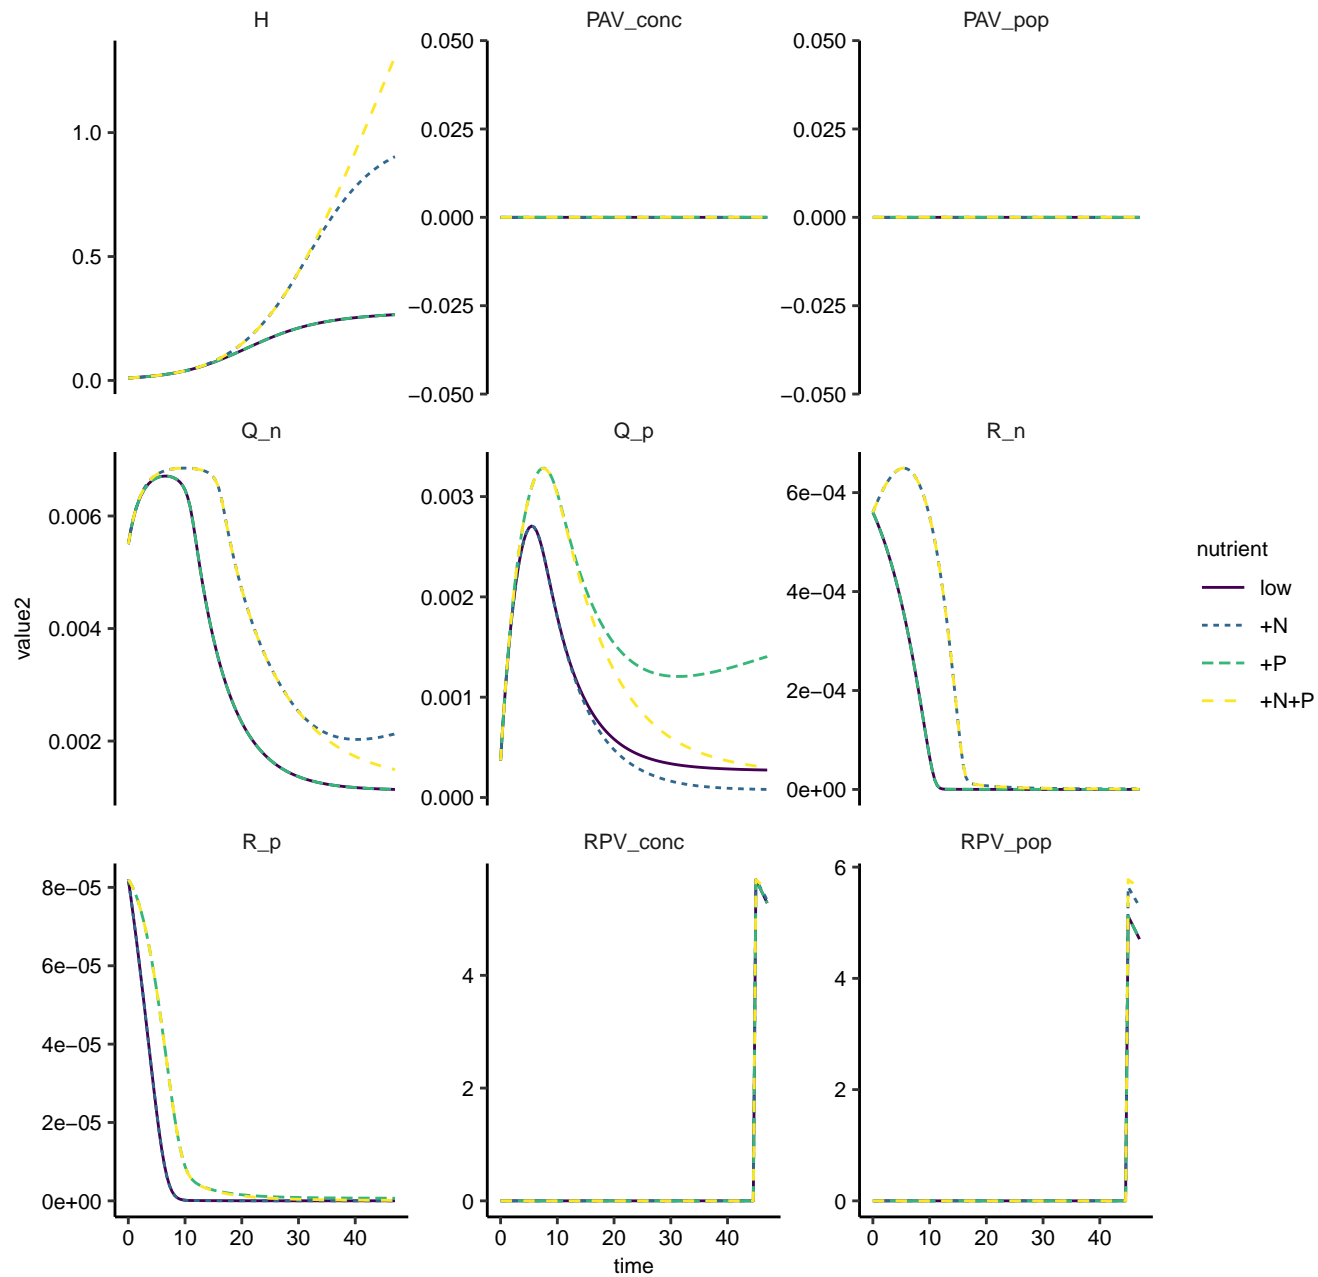 H
PAV_conc
PAV_pop
1.0
0.5
0.0
0.050
0.025
0.000
−0.025
−0.050
0.050
0.025
0.000
−0.025
−0.050
Q_n
Q_p
R_n
0.006
0.004
0.002
0.003
0.002
0.001
0.000
6e−04
4e−04
2e−04
0e+00
value2
nutrient
low
+N
+P
+N+P
R_p
RPV_conc
RPV_pop
8e−05
6e−05
4e−05
2e−05
0e+00
4
2
0
6
4
2
0
0 10 20 30 40
0 10 20 30 40
0 10 20 30 40
time